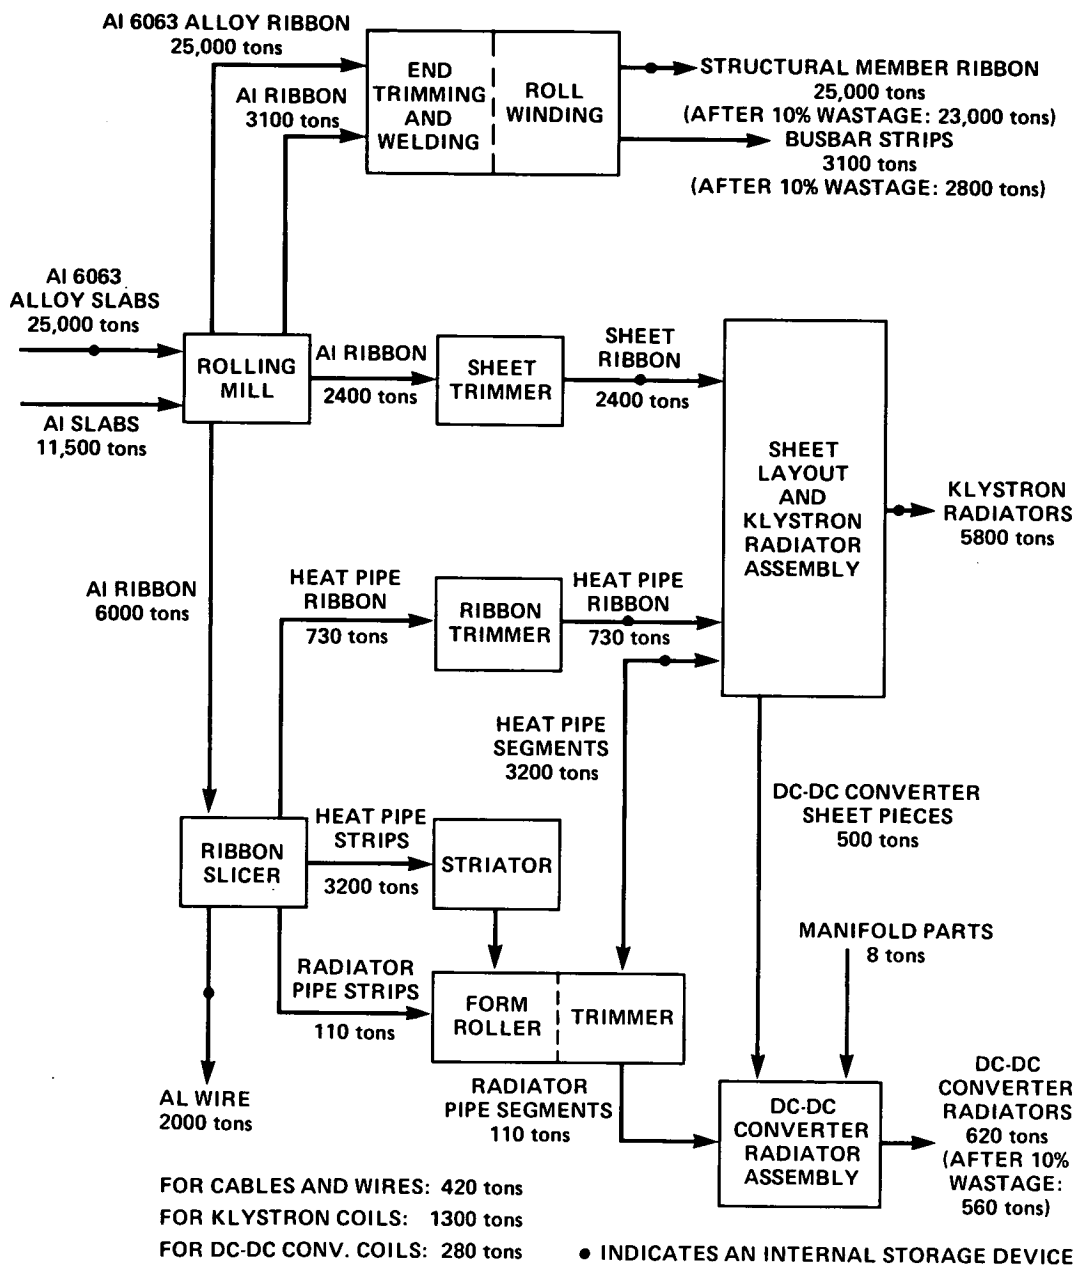 Al 6063 ALLOY RIBBON
25,000 tons
Al RIBBON
3100 tons
END
TRIMMING
AND
WELDING
ROLL
WINDING
STRUCTURAL MEMBER RIBBON
25,000 tons
(AFTER 10% WASTAGE: 23,000 tons)
BUSBAR STRIPS
3100 tons
(AFTER 10% WASTAGE: 2800 tons)
Al 6063
ALLOY SLABS
25,000 tons
Al SLABS
11,500 tons
ROLLING
MILL
Al RIBBON
2400 tons
SHEET
TRIMMER
SHEET
RIBBON
2400 tons
SHEET
LAYOUT
AND
KLYSTRON
RADIATOR
ASSEMBLY
KLYSTRON
RADIATORS
5800 tons
Al RIBBON
6000 tons
HEAT PIPE
RIBBON
730 tons
RIBBON
TRIMMER
HEAT PIPE
RIBBON
730 tons
HEAT PIPE
SEGMENTS
3200 tons
DC-DC CONVERTER
SHEET PIECES
500 tons
RIBBON
SLICER
HEAT PIPE
STRIPS
3200 tons
STRIATOR
RADIATOR
PIPE STRIPS
110 tons
FORM
ROLLER
TRIMMER
MANIFOLD PARTS
8 tons
RADIATOR
PIPE SEGMENTS
110 tons
DC-DC
CONVERTER
RADIATOR
ASSEMBLY
DC-DC
CONVERTER
RADIATORS
620 tons
(AFTER 10%
WASTAGE:
560 tons)
AL WIRE
2000 tons
FOR CABLES AND WIRES: 420 tons
FOR KLYSTRON COILS: 1300 tons
FOR DC-DC CONV. COILS: 280 tons
● INDICATES AN INTERNAL STORAGE DEVICE